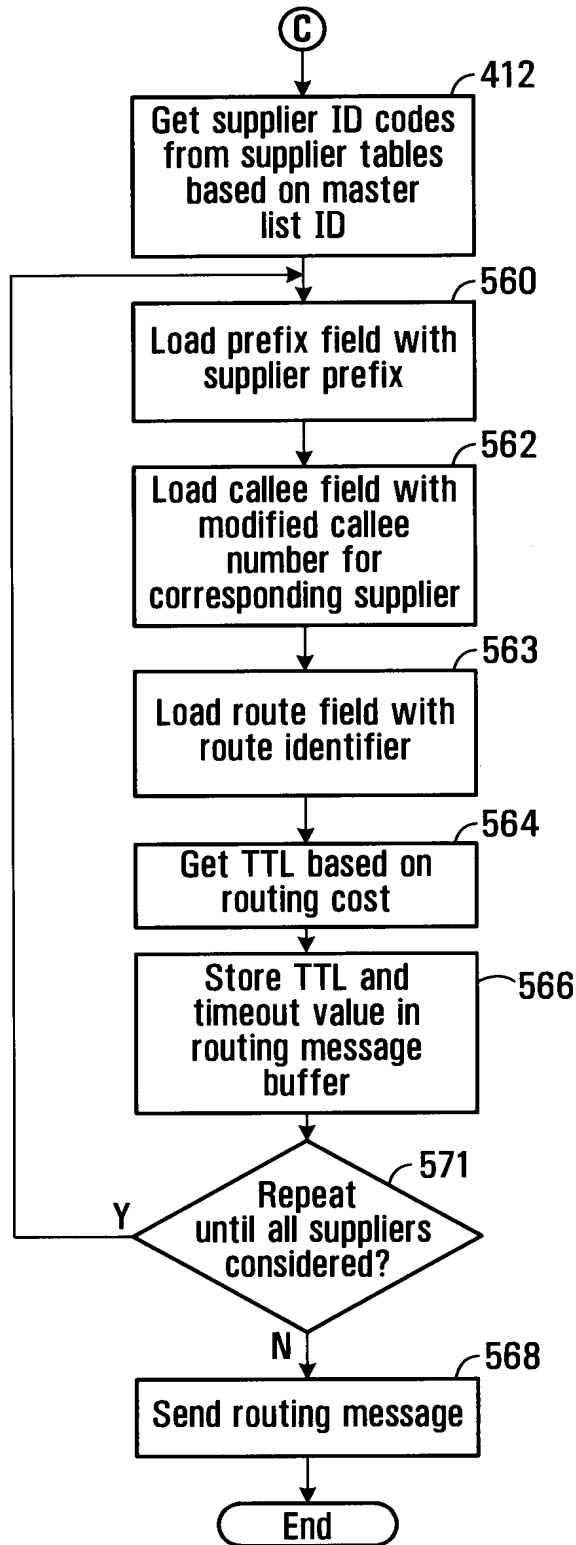 C
412
Get supplier ID codes
from supplier tables
based on master
list ID
560
Load prefix field with
supplier prefix
562
Load callee field with
modified callee
number for
corresponding supplier
563
Load route field with
route identifier
564
Get TTL based on
routing cost
566
Store TTL and
timeout value in
routing message
buffer
571
Repeat
until all suppliers
considered?
Y
N
568
Send routing message
End